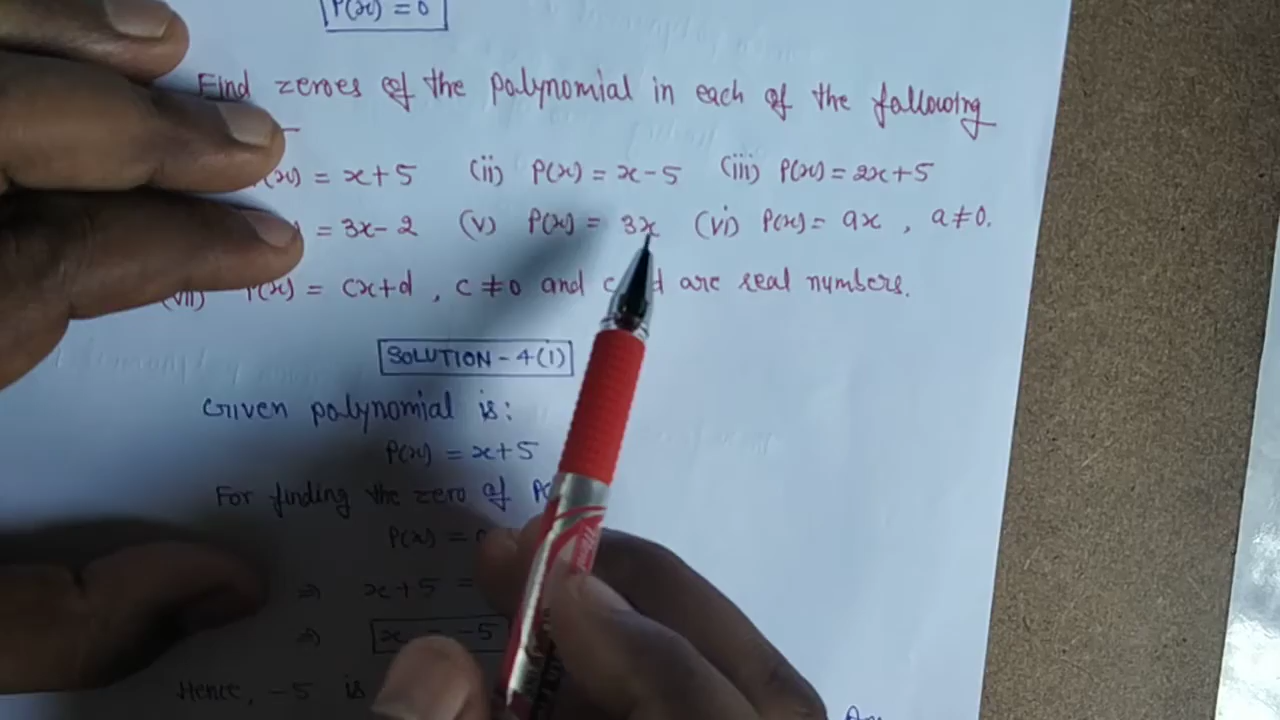 P(x) = 0
Find zeroes of the polynomial in each of the following
(x) = x+5 (ii) P(x) = x-5 (iii) P(x) = 2x+5
= 3x-2 (v) P(x) = 3x (vi) P(x) = ax , a≠0.
(vii) P(x) = cx+d , c≠0 and c d are real numbers.
SOLUTION-4(1)
Given polynomial is:
P(x) = x+5
For finding the zero of P(
P(x) =
⇒ x+5 =
⇒ x -5
Hence, -5 is
Ans